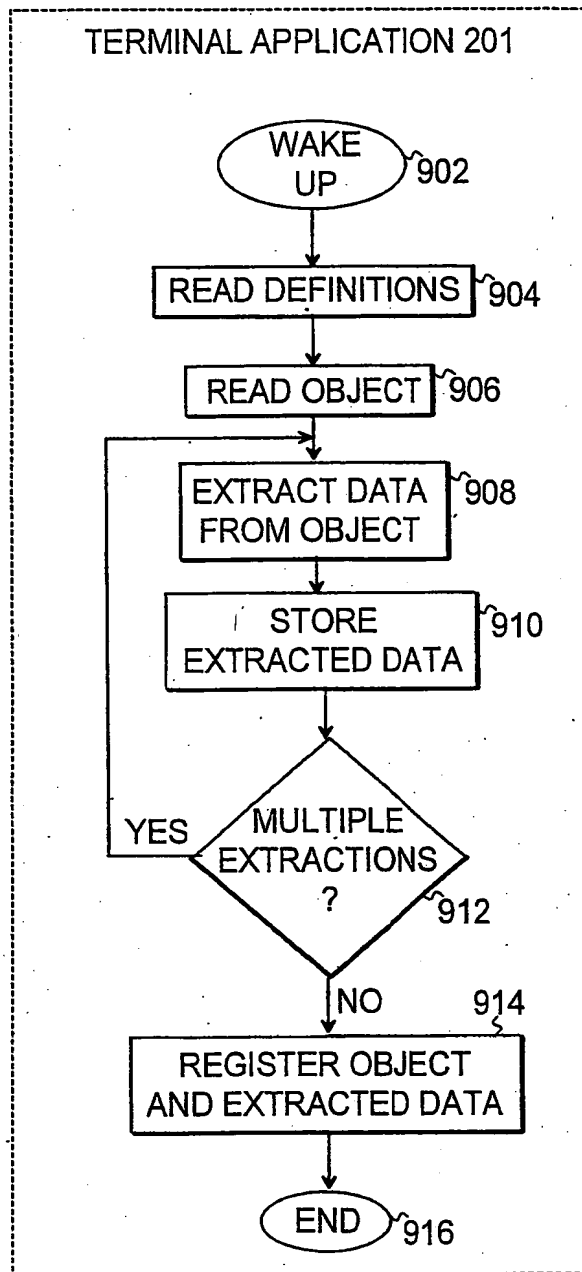 TERMINAL APPLICATION 201
WAKE
UP
902
READ DEFINITIONS
904
READ OBJECT
906
EXTRACT DATA
FROM OBJECT
908
STORE
EXTRACTED DATA
910
YES
MULTIPLE
EXTRACTIONS
?
912
NO
914
REGISTER OBJECT
AND EXTRACTED DATA
END
916